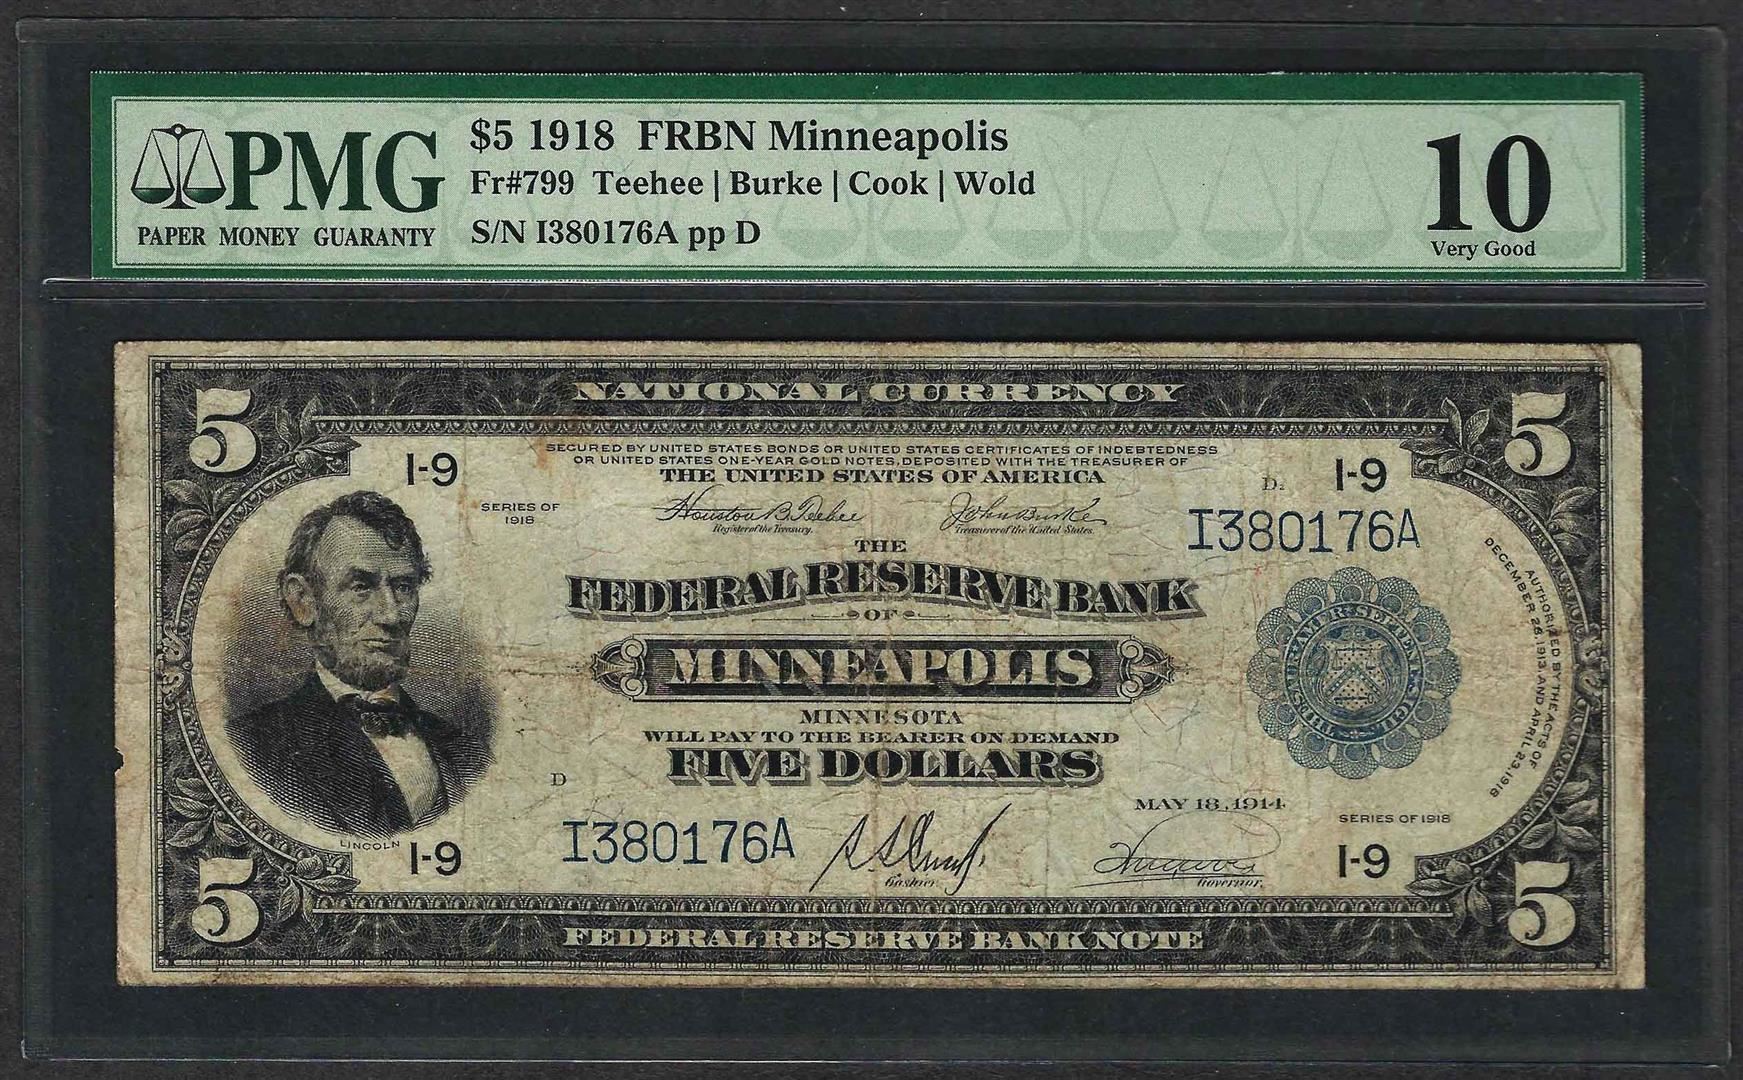 PMG
PAPER MONEY GUARANTY
$5 1918 FRBN Minneapolis
Fr#799 Teehee | Burke | Cook | Wold
S/N I380176A pp D
10
Very Good
NATIONAL CURRENCY
5
5
SECURED BY UNITED STATES BONDS OR UNITED STATES CERTIFICATES OF INDEBTEDNESS
OR UNITED STATES ONE-YEAR GOLD NOTES, DEPOSITED WITH THE TREASURER OF
THE UNITED STATES OF AMERICA
I-9
I-9
SERIES OF
1918
Houston B. Teehee
Register of the Treasury.
John Burke
Treasurer of the United States.
I380176A
THE
FEDERAL RESERVE BANK
OF
MINNEAPOLIS
MINNESOTA
WILL PAY TO THE BEARER ON DEMAND
FIVE DOLLARS
AUTHORIZED BY THE ACTS OF
DECEMBER 23, 1913 AND APRIL 23, 1918
D
MAY 18, 1914
SERIES OF 1918
LINCOLN
I-9
I380176A
Cashier.
Governor.
I-9
5
5
FEDERAL RESERVE BANK NOTE